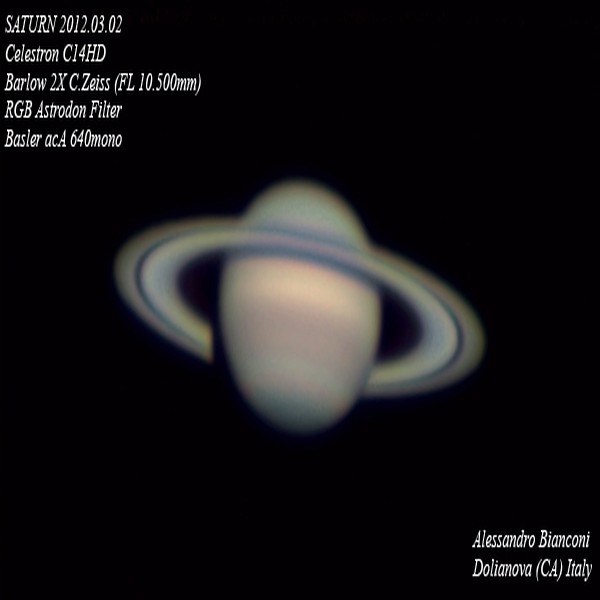 SATURN 2012.03.02
Celestron C14HD
Barlow 2X C.Zeiss (FL 10.500mm)
RGB Astrodon Filter
Basler acA 640mono
Alessandro Bianconi
Dolianova (CA) Italy